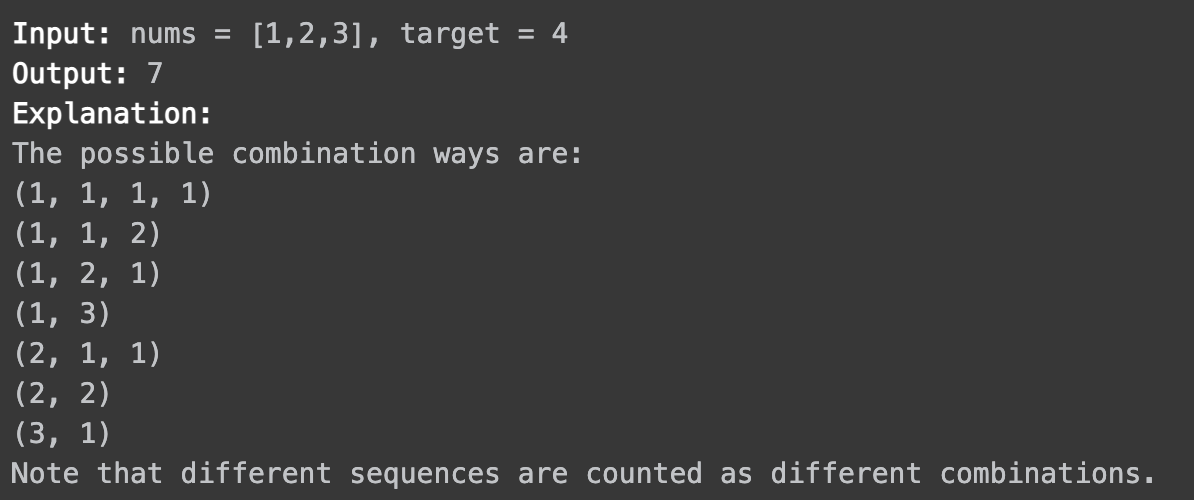 Input: nums = [1,2,3], target = 4
Output: 7
Explanation:
The possible combination ways are:
(1, 1, 1, 1)
(1, 1, 2)
(1, 2, 1)
(1, 3)
(2, 1, 1)
(2, 2)
(3, 1)
Note that different sequences are counted as different combinations.